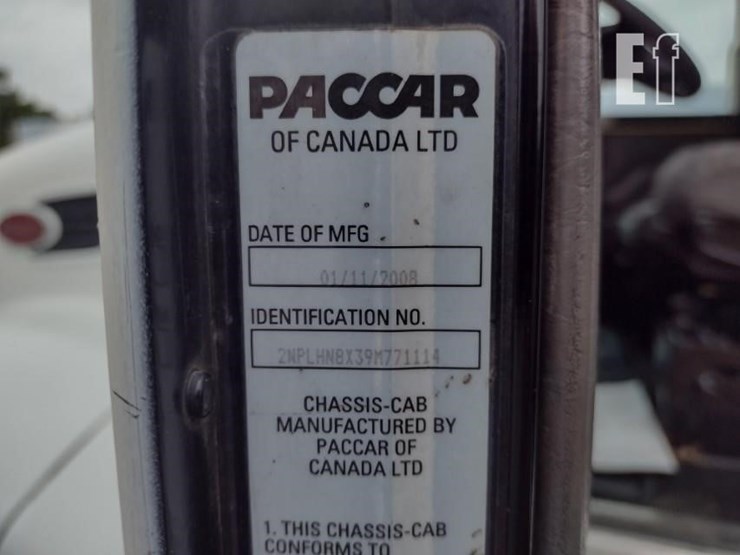 Ef
PACCAR
OF CANADA LTD
DATE OF MFG.
01/11/2008
IDENTIFICATION NO.
2NPLHN8X39M771114
CHASSIS-CAB
MANUFACTURED BY
PACCAR OF
CANADA LTD
1. THIS CHASSIS-CAB
CONFORMS TO